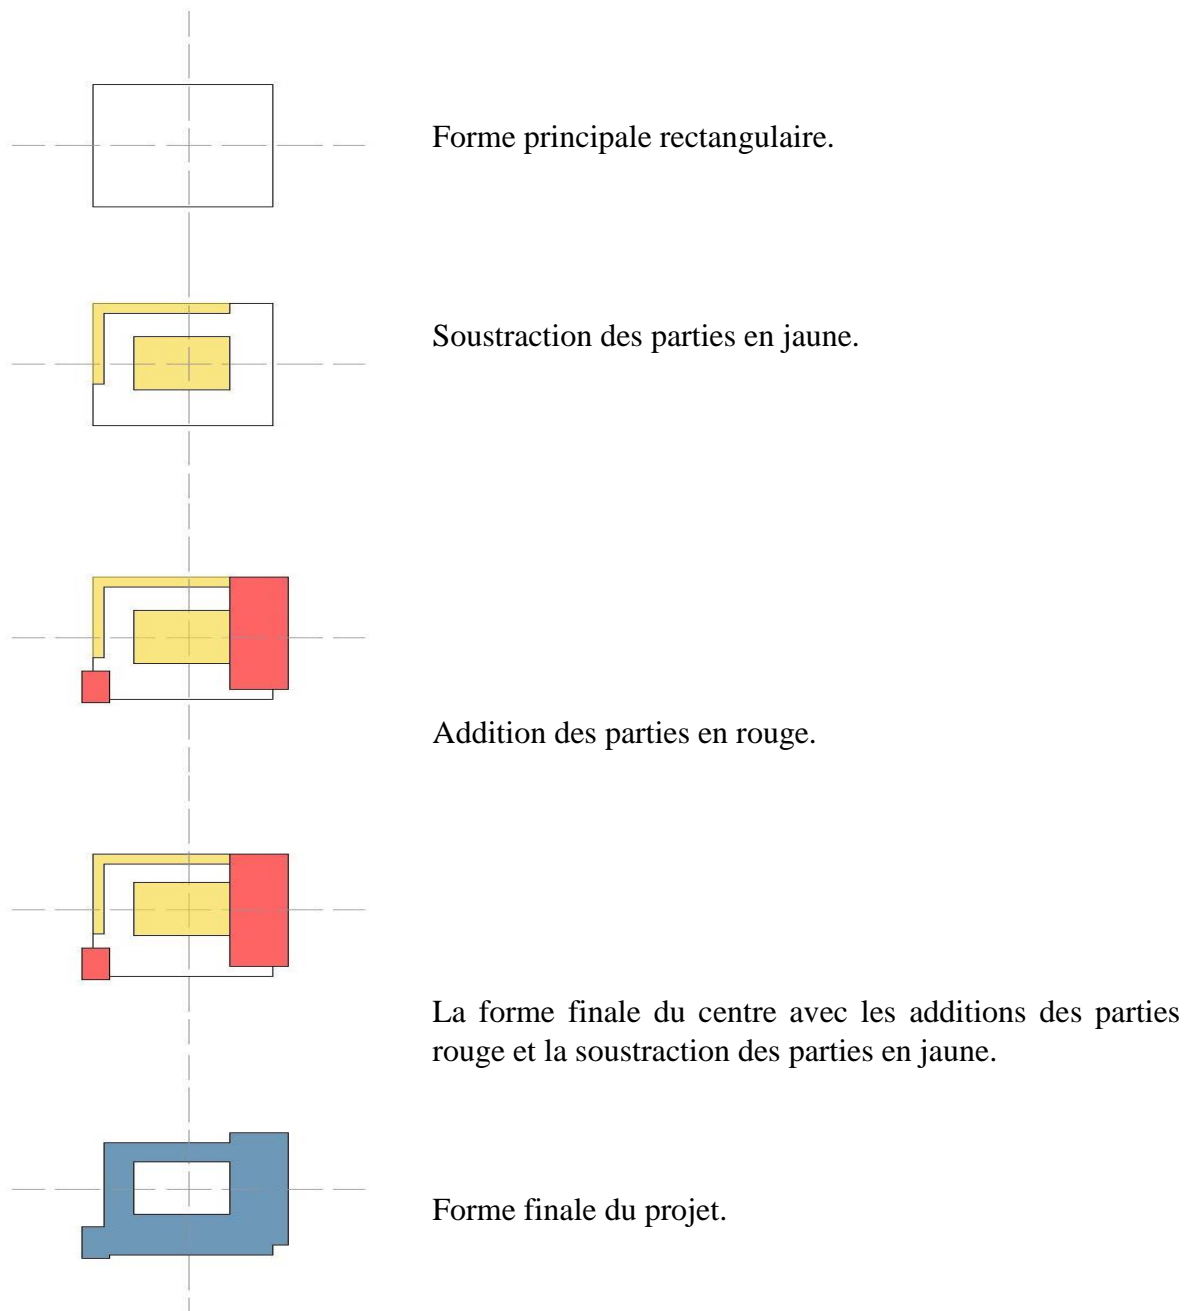 Forme principale rectangulaire.
Soustraction des parties en jaune.
Addition des parties en rouge.
La forme finale du centre avec les additions des parties
rouge et la soustraction des parties en jaune.
Forme finale du projet.